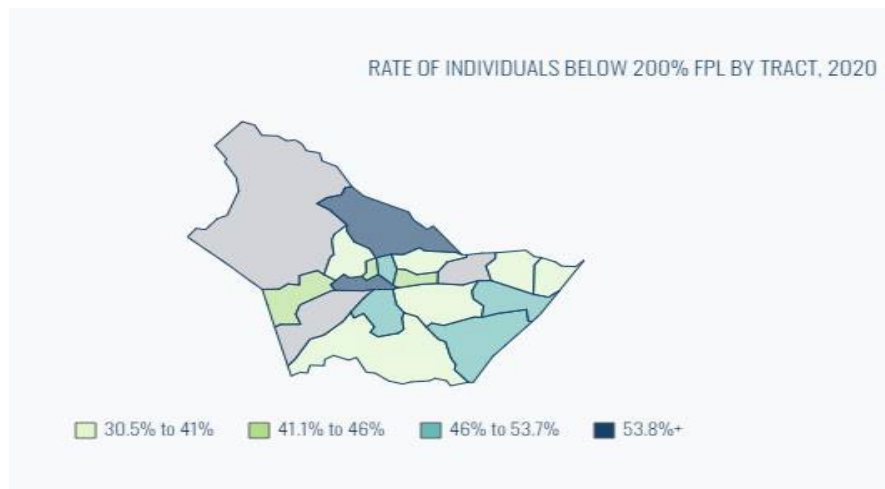 RATE OF INDIVIDUALS BELOW 200% FPL BY TRACT, 2020
30.5% to 41% 41.1% to 46% 46% to 53.7% 53.8%+